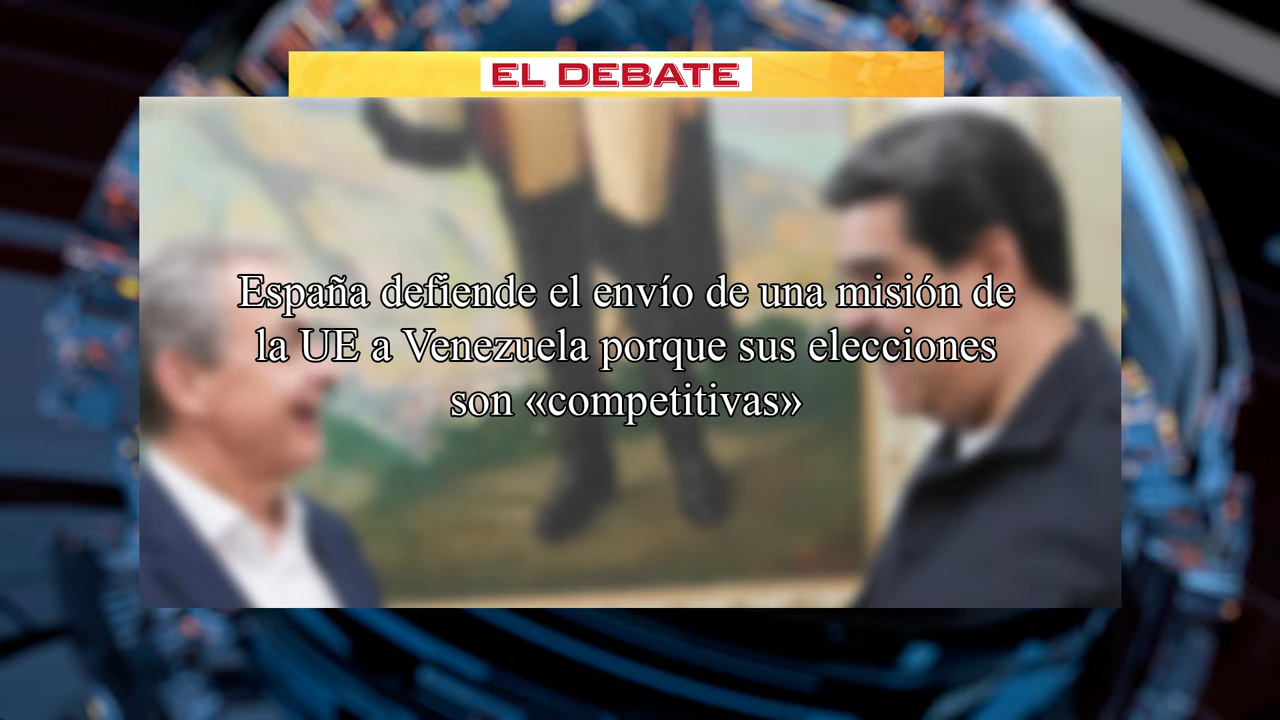 EL DEBATE
España defiende el envío de una misión de
la UE a Venezuela porque sus elecciones
son «competitivas»